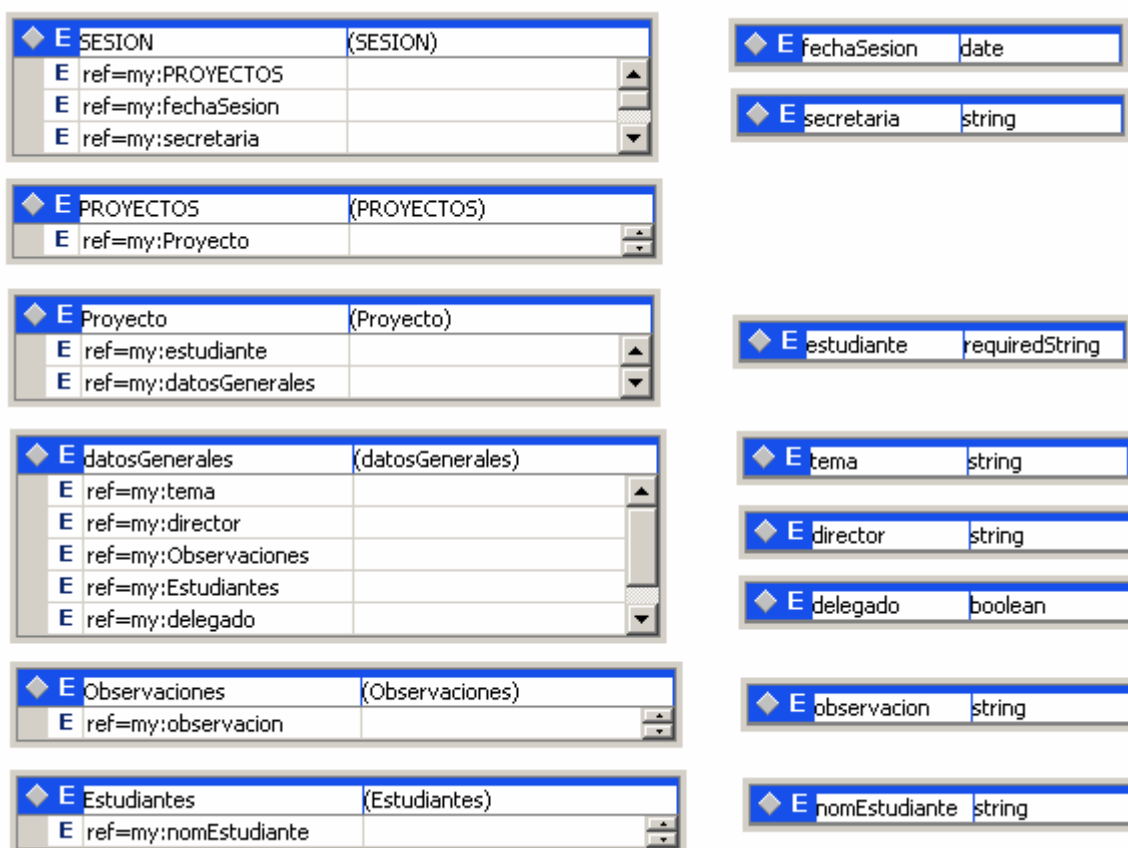 E SESION (SESION)
E ref=my:PROYECTOS
E ref=my:fechaSesion
E ref=my:secretaria
E fechaSesion date
E secretaria string
E PROYECTOS (PROYECTOS)
E ref=my:Proyecto
E Proyecto (Proyecto)
E ref=my:estudiante
E ref=my:datosGenerales
E estudiante requiredString
E datosGenerales (datosGenerales)
E ref=my:tema
E ref=my:director
E ref=my:Observaciones
E ref=my:Estudiantes
E ref=my:delegado
E tema string
E director string
E delegado boolean
E Observaciones (Observaciones)
E ref=my:observacion
E observacion string
E Estudiantes (Estudiantes)
E ref=my:nomEstudiante
E nomEstudiante string